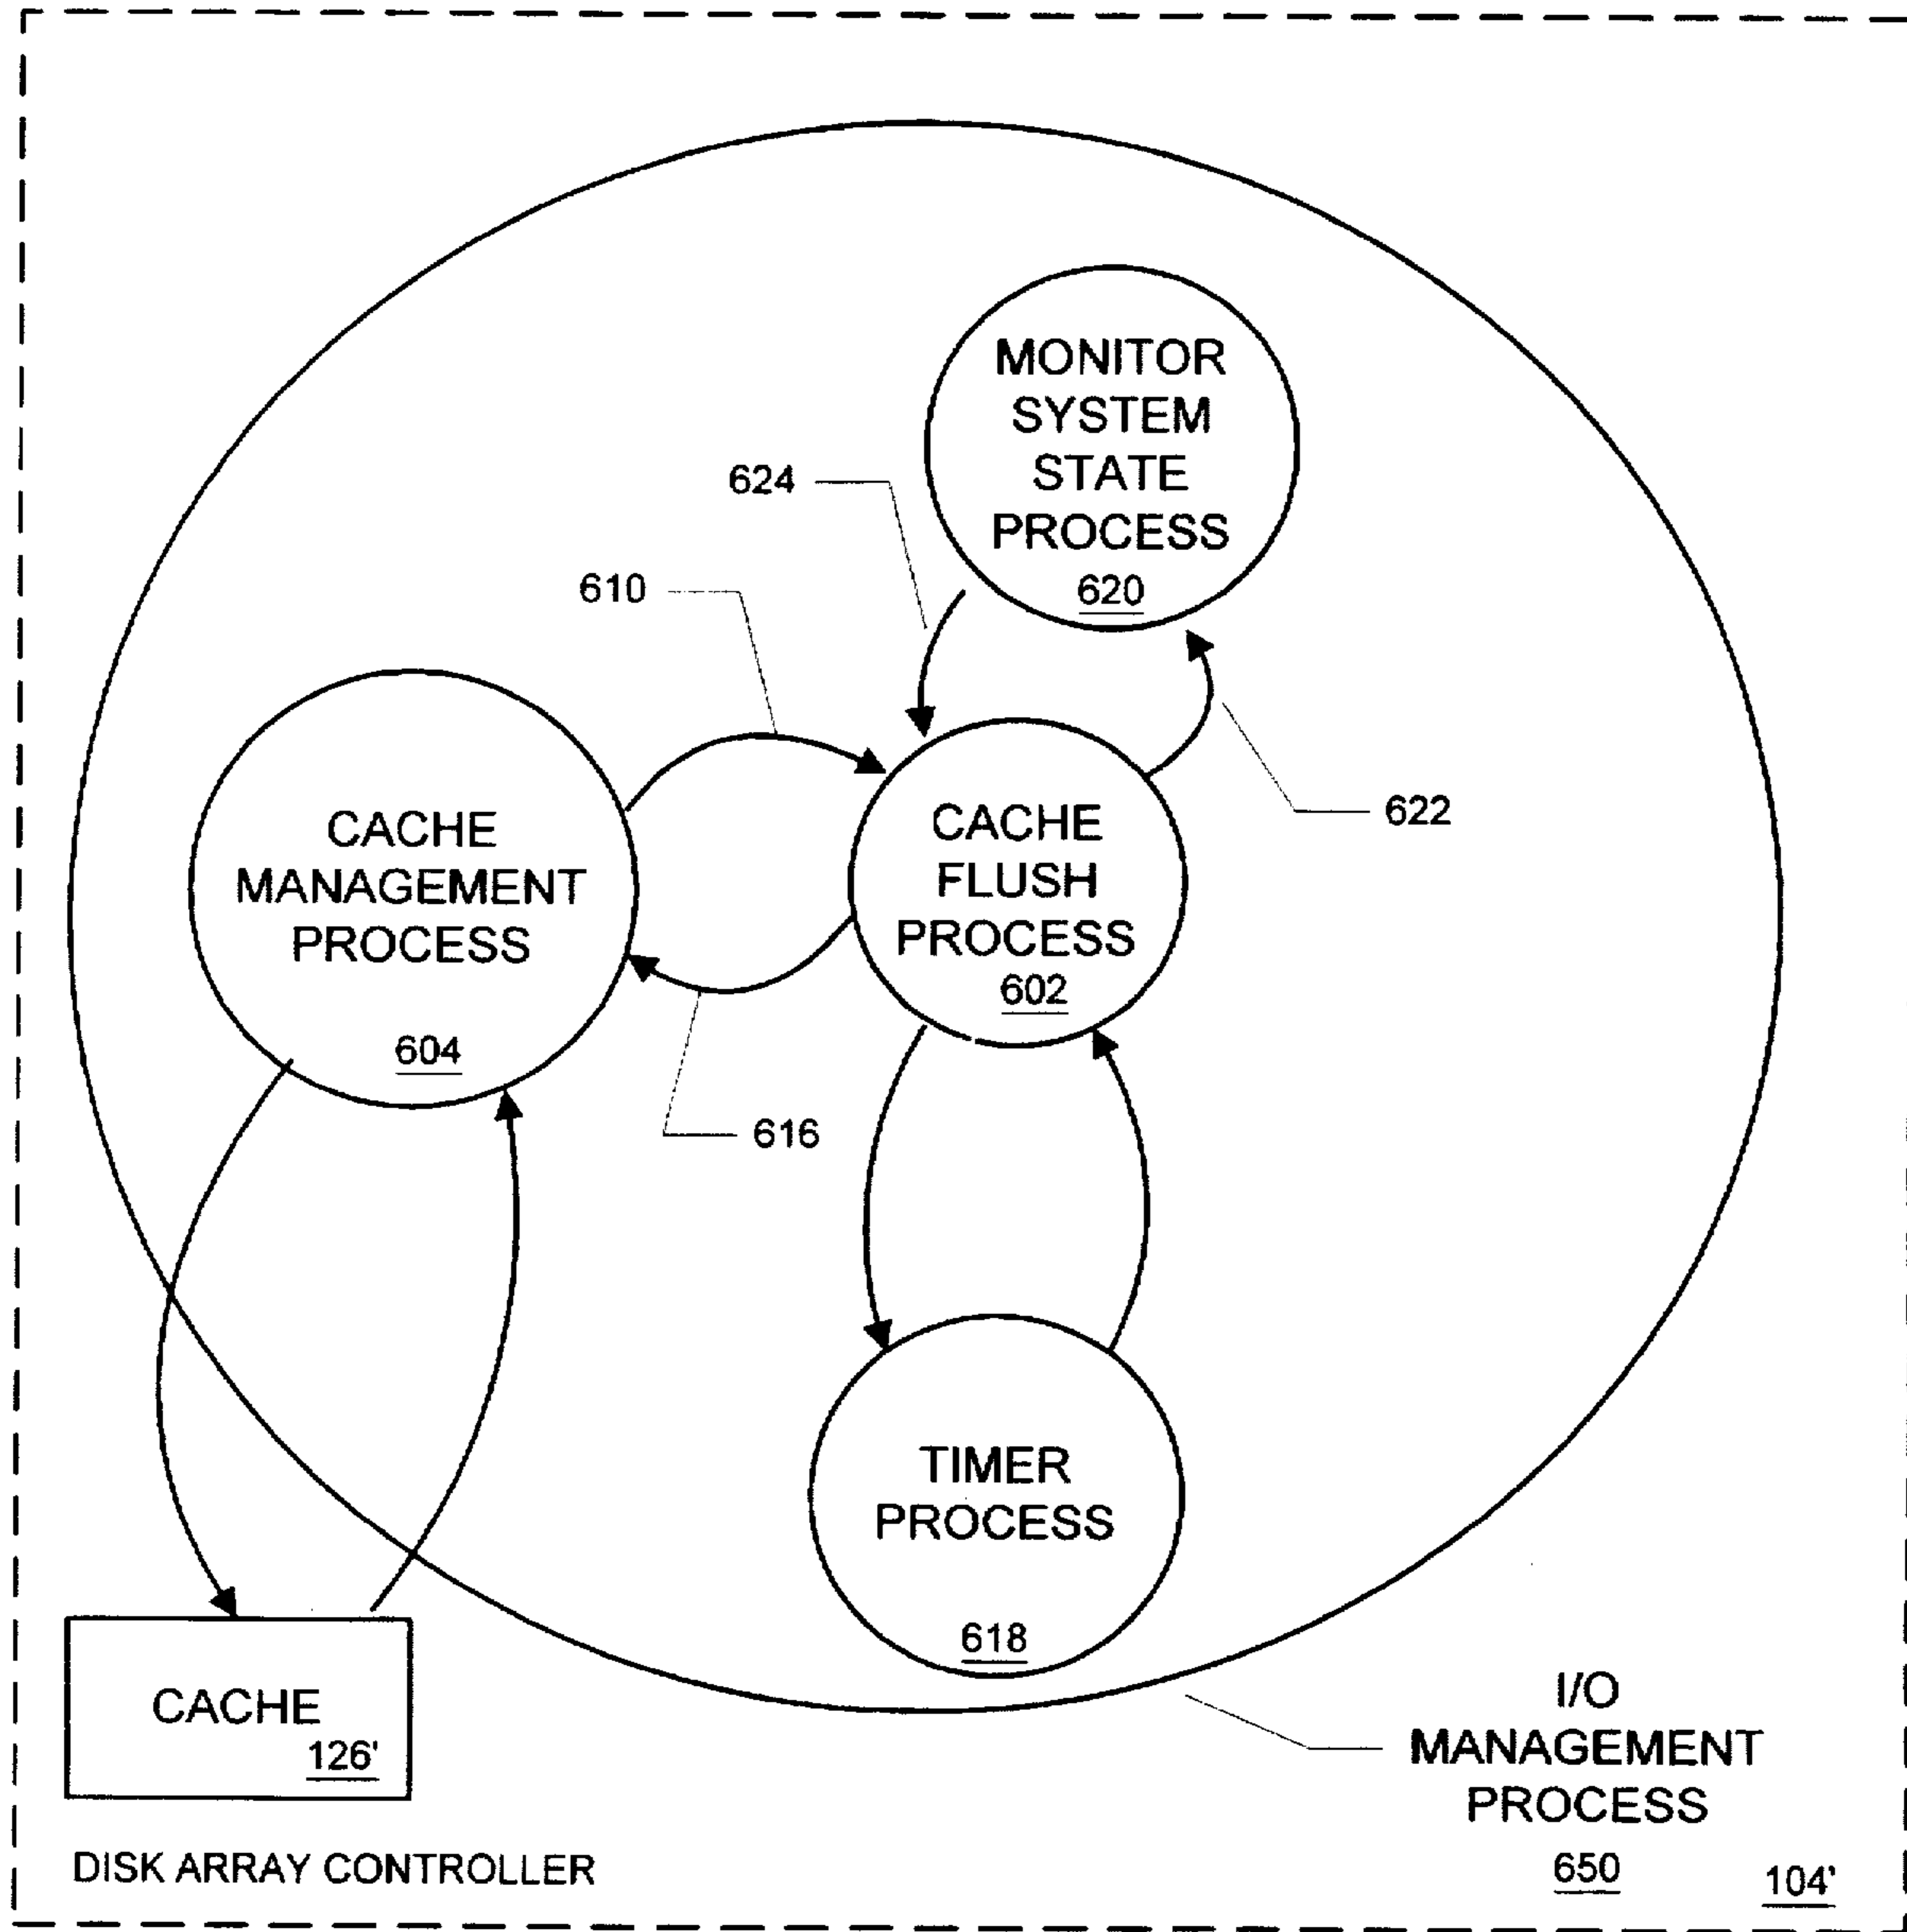 MONITOR
SYSTEM
STATE
PROCESS
620
624
610
622
CACHE
MANAGEMENT
PROCESS
604
CACHE
FLUSH
PROCESS
602
616
TIMER
PROCESS
618
CACHE
126'
I/O
MANAGEMENT
PROCESS
650
DISK ARRAY CONTROLLER
104'